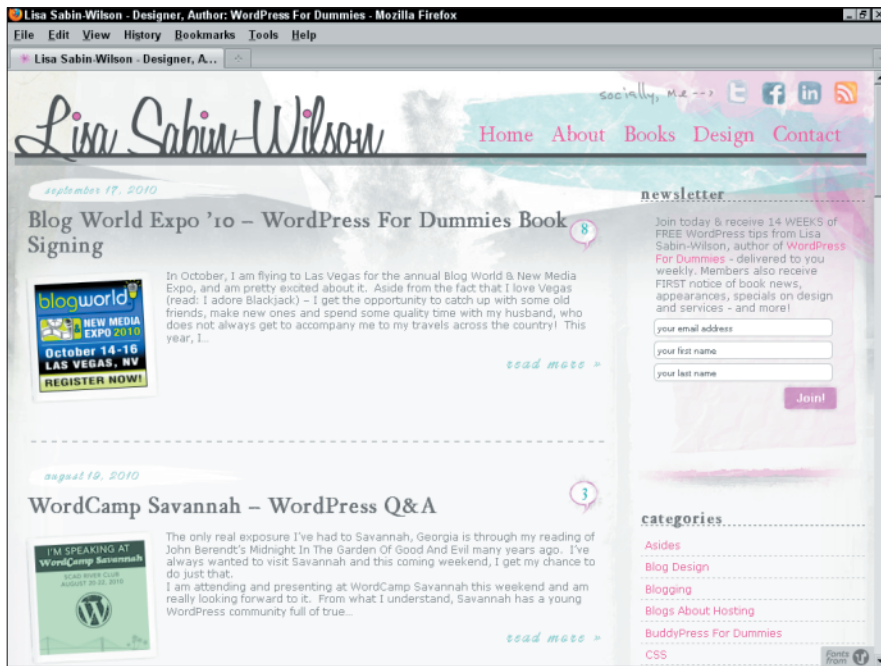 Lisa Sabin-Wilson - Designer, Author: WordPress For Dummies - Mozilla Firefox
File Edit View History Bookmarks Tools Help
Lisa Sabin-Wilson - Designer, A...
socially, me -->
Lisa Sabin-Wilson
Home About Books Design Contact
september 17, 2010
Blog World Expo '10 – WordPress For Dummies Book
Signing
8
blogworld
NEW MEDIA
EXPO 2010
October 14-16
LAS VEGAS, NV
REGISTER NOW!
In October, I am flying to Las Vegas for the annual Blog World & New Media
Expo, and am pretty excited about it. Aside from the fact that I love Vegas
(read: I adore Blackjack) – I get the opportunity to catch up with some old
friends, make new ones and spend some quality time with my husband, who
does not always get to accompany me to my travels across the country! This
year, I...
read more »
august 19, 2010
WordCamp Savannah – WordPress Q&A
3
I'M SPEAKING AT
WordCamp Savannah
SCAD RIVER CLUB
AUGUST 20-22, 2010
The only real exposure I've had to Savannah, Georgia is through my reading of
John Berendt's Midnight In The Garden Of Good And Evil many years ago. I've
always wanted to visit Savannah and this coming weekend, I get my chance to
do just that.
I am attending and presenting at WordCamp Savannah this weekend and am
really looking forward to it. From what I understand, Savannah has a young
WordPress community full of true...
read more »
newsletter
Join today & receive 14 WEEKS of
FREE WordPress tips from Lisa
Sabin-Wilson, author of WordPress
For Dummies - delivered to you
weekly. Members also receive
FIRST notice of book news,
appearances, specials on design
and services - and more!
your email address
your first name
your last name
Join!
categories
Asides
Blog Design
Blogging
Blogs About Hosting
BuddyPress For Dummies
CSS
Fonts
from